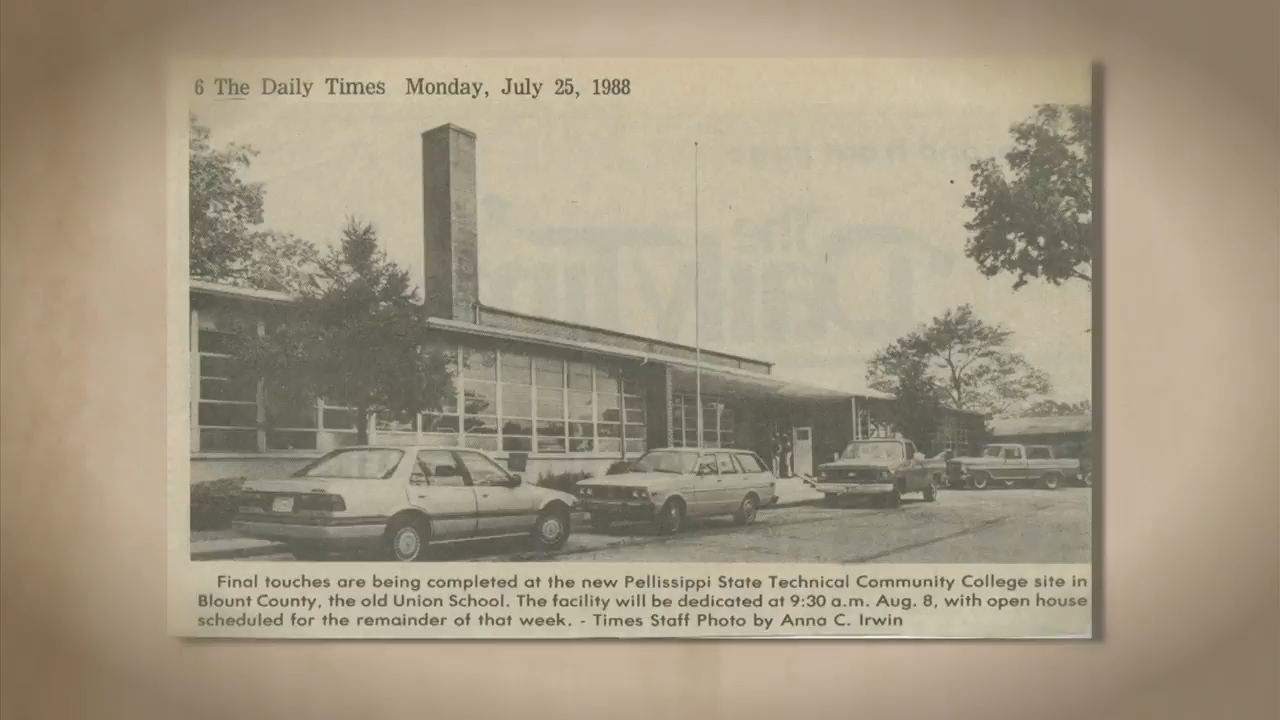 6 The Daily Times Monday, July 25, 1988
Final touches are being completed at the new Pellissippi State Technical Community College site in
Blount County, the old Union School. The facility will be dedicated at 9:30 a.m. Aug. 8, with open house
scheduled for the remainder of that week. - Times Staff Photo by Anna C. Irwin